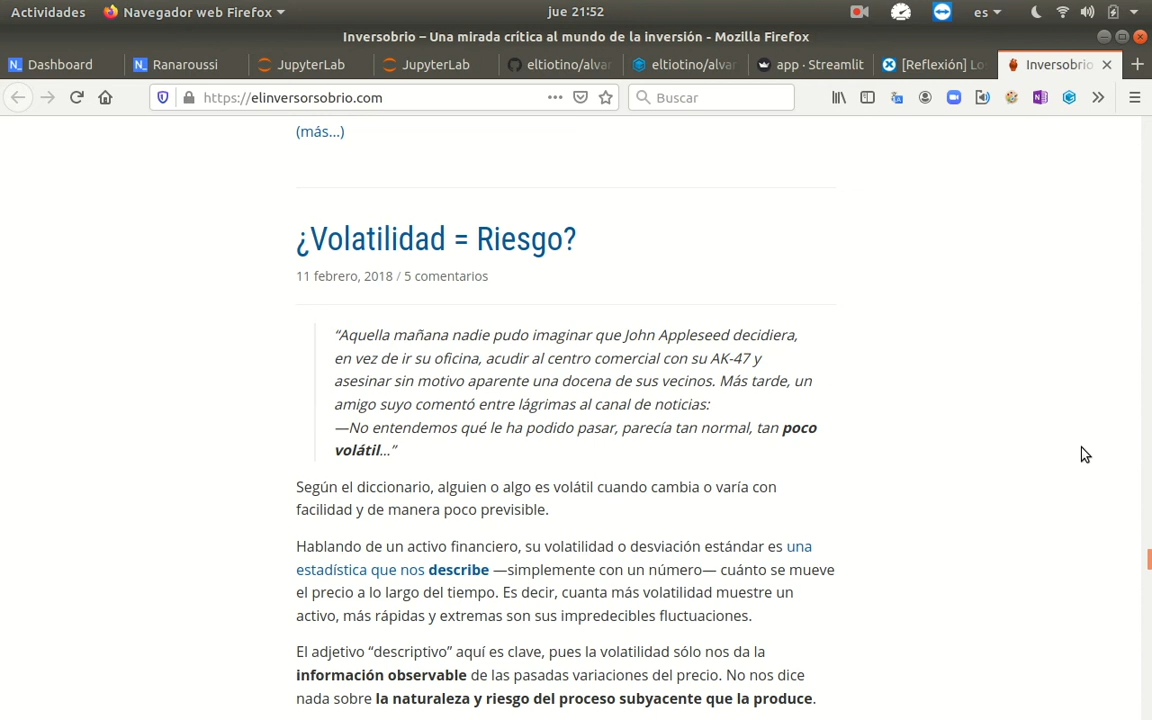 Actividades Navegador web Firefox jue 21:52 es
Inversobrio – Una mirada crítica al mundo de la inversión - Mozilla Firefox
Dashboard Ranaroussi JupyterLab JupyterLab eltiotino/alvar eltiotino/alvar app · Streamlit [Reflexión] Lo Inversobrio
https://elinversorsobrio.com Buscar
(más…)
¿Volatilidad = Riesgo?
11 febrero, 2018 / 5 comentarios
“Aquella mañana nadie pudo imaginar que John Appleseed decidiera,
en vez de ir su oficina, acudir al centro comercial con su AK-47 y
asesinar sin motivo aparente una docena de sus vecinos. Más tarde, un
amigo suyo comentó entre lágrimas al canal de noticias:
—No entendemos qué le ha podido pasar, parecía tan normal, tan poco
volátil…”
Según el diccionario, alguien o algo es volátil cuando cambia o varía con
facilidad y de manera poco previsible.
Hablando de un activo financiero, su volatilidad o desviación estándar es una
estadística que nos describe —simplemente con un número— cuánto se mueve
el precio a lo largo del tiempo. Es decir, cuanta más volatilidad muestre un
activo, más rápidas y extremas son sus impredecibles fluctuaciones.
El adjetivo “descriptivo” aquí es clave, pues la volatilidad sólo nos da la
información observable de las pasadas variaciones del precio. No nos dice
nada sobre la naturaleza y riesgo del proceso subyacente que la produce.